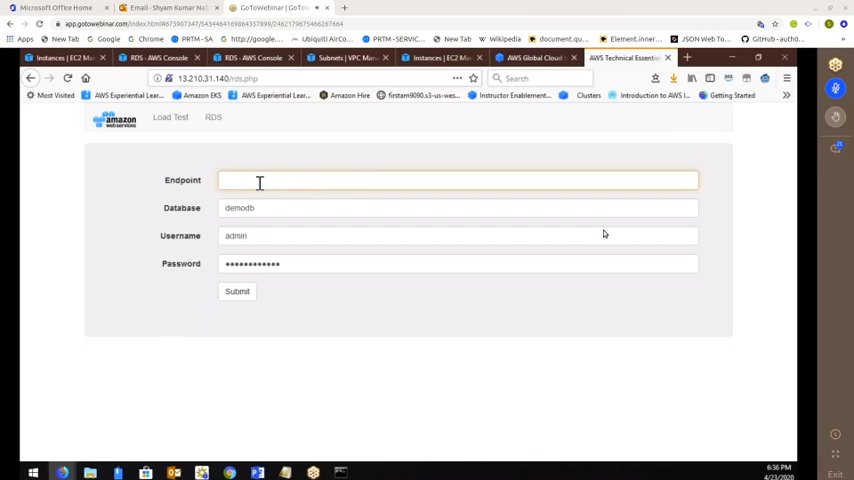 Microsoft Office Home
Email - Shyam Kumar Nal
GoToWebinar | GoTo
app.gotowebinar.com/index.html#673907347/5434464169864357899/2462179675466267664
Apps
New Tab
Google
Chrome
PRTM -SA
http://googlechrom...
Ubiquiti AirCo...
PRTM-SERVIC...
New Tab
Wikipedia
document.qu...
Element.inner...
JSON Web To...
GitHub - autho...
Instances | EC2 Ma
RDS · AWS Console
RDS · AWS Console
Subnets | VPC Man
Instances | EC2 Ma
AWS Global Cloud
AWS Technical Essential
13.210.31.140/rds.php
Search
Most Visited
AWS Experiential Lear...
Amazon EKS
AWS Experiential Lear...
Amazon Hire
firstam9090.s3-us-wes...
Instructor Enablement...
Clusters
Introduction to AWS I...
Getting Started
amazon
webservices
Load Test
RDS
Endpoint
Database
demodb
Username
admin
Password
Submit
6:36 PM
4/23/2020
Exit